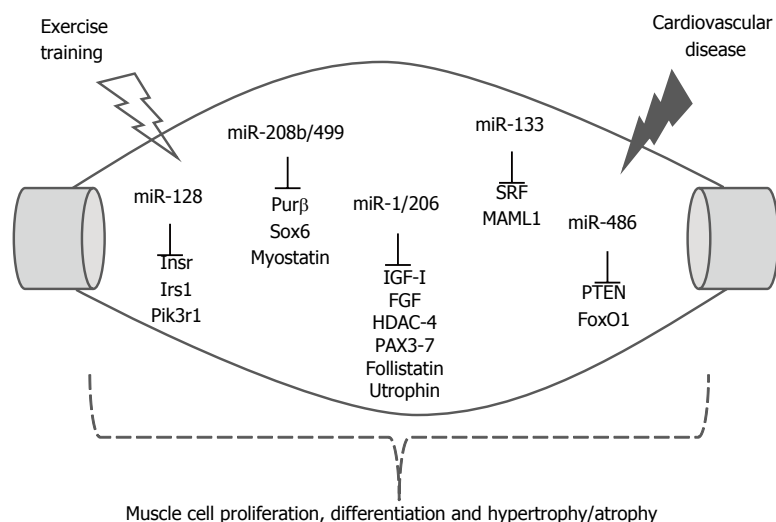 Exercise
training
Cardiovascular
disease
miR-128
Insr
Irs1
Pik3r1
miR-208b/499
Purβ
Sox6
Myostatin
miR-1/206
IGF-I
FGF
HDAC-4
PAX3-7
Follistatin
Utrophin
miR-133
SRF
MAML1
miR-486
PTEN
FoxO1
Muscle cell proliferation, differentiation and hypertrophy/atrophy